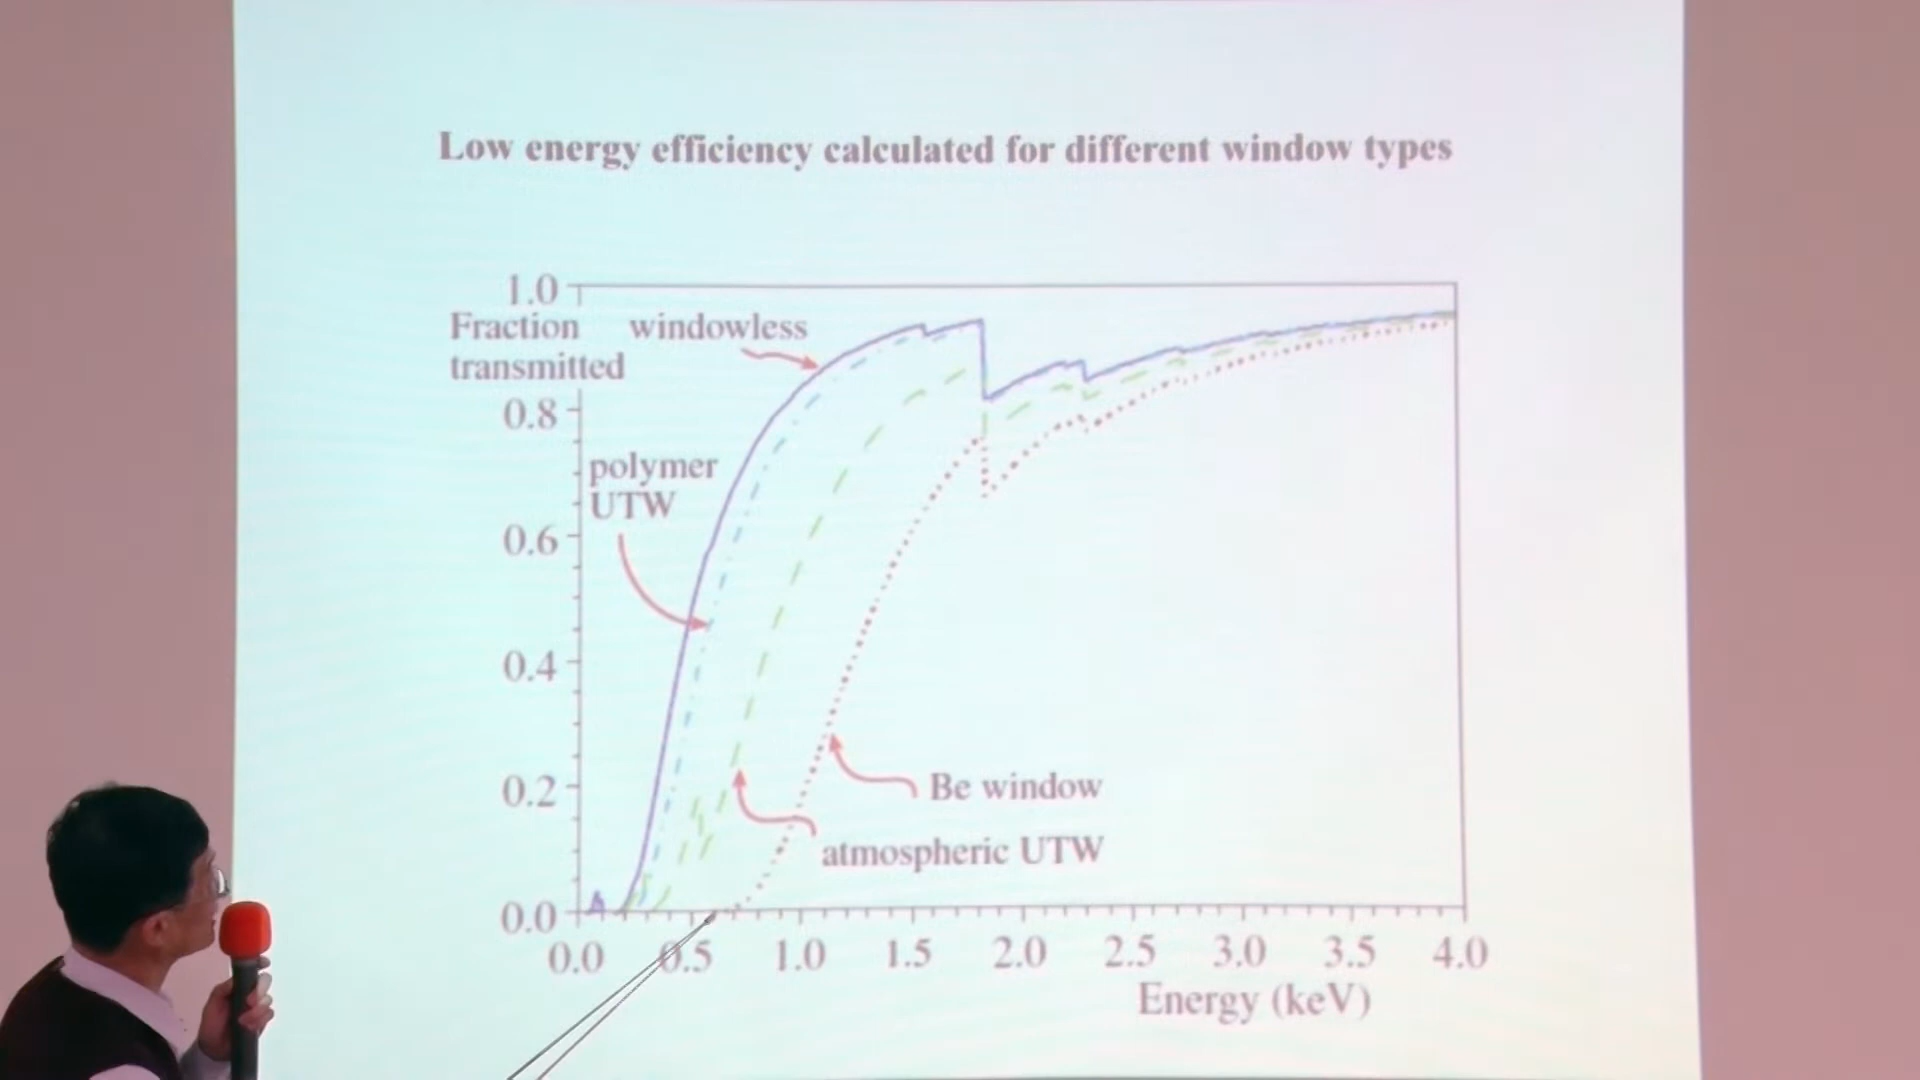 Low energy efficiency calculated for different window types
1.0
Fraction
transmitted
windowless
0.8
polymer
UTW
0.6
0.4
0.2
Be window
atmospheric UTW
0.0
0.0 0.5 1.0 1.5 2.0 2.5 3.0 3.5 4.0
Energy (keV)